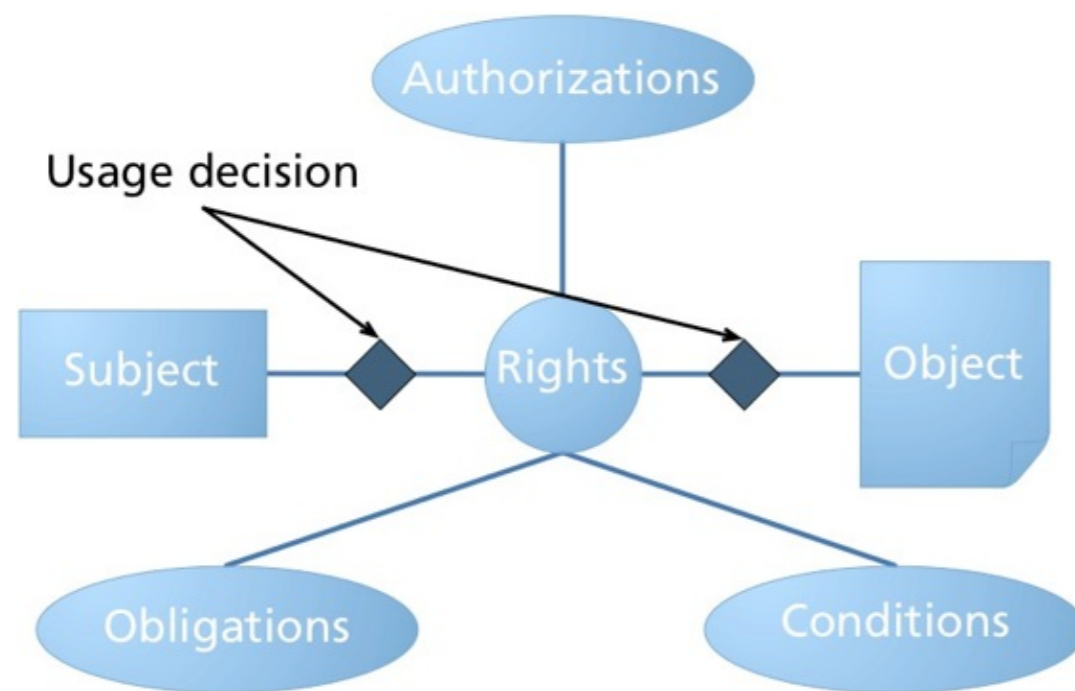 Authorizations
Usage decision
Subject
Rights
Object
Obligations
Conditions